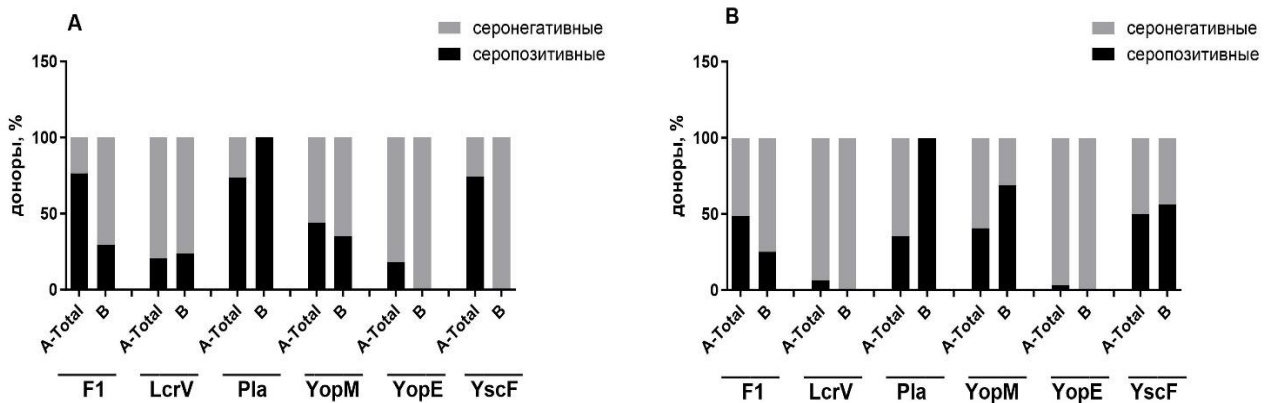 A
серонегативные
серопозитивные
доноры, %
150
100
50
0
A-Total B A-Total B A-Total B A-Total B A-Total B A-Total B
F1 LcrV Pla YopM YopE YscF
B
серонегативные
серопозитивные
доноры, %
150
100
50
0
A-Total B A-Total B A-Total B A-Total B A-Total B A-Total B
F1 LcrV Pla YopM YopE YscF